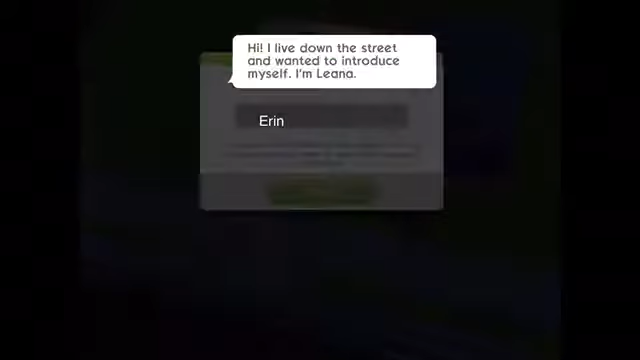 Hi! I live down the street
and wanted to introduce
myself. I'm Leana.
Erin